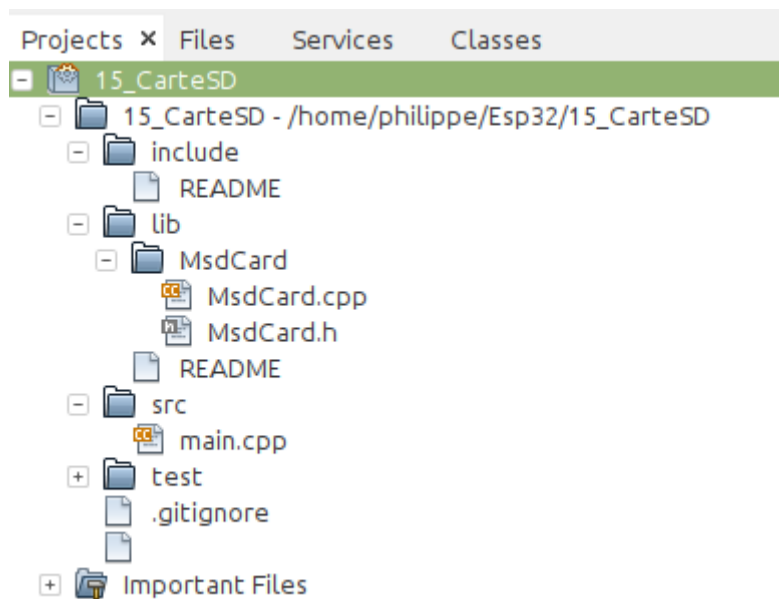 Projects × Files Services Classes
15_CarteSD
15_CarteSD - /home/philippe/Esp32/15_CarteSD
include
README
lib
MsdCard
MsdCard.cpp
MsdCard.h
README
src
main.cpp
test
.gitignore
Important Files